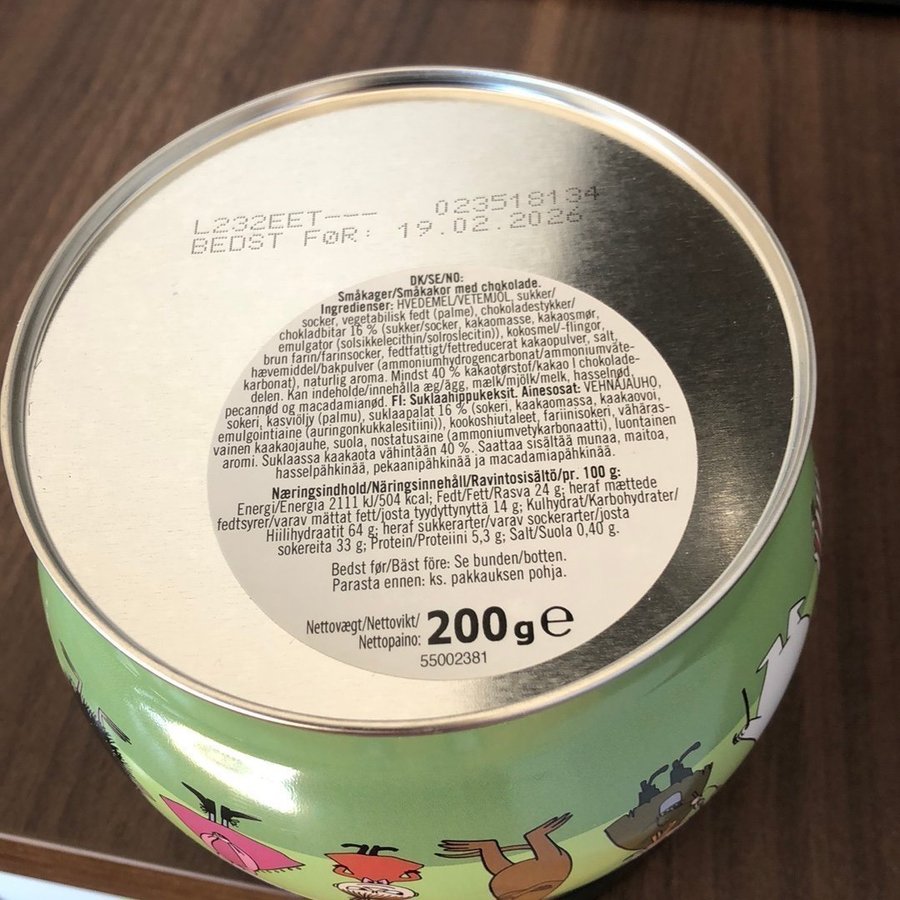 L232EET--- 023518134
BEDST FØR: 19.02.2026
DK/SE/NO:
Småkager/Småkakor med chokolade.
Ingredienser: HVEDEMEL/VETEMJÖL, sukker/
socker, vegetabilisk fedt (palme), chokoladestykker/
chokladbitar 16 % (sukker/socker, kakaomasse, kakaosmør,
emulgator (solsikkelecithin/solroslecitin)), kokosmel/-flingor,
brun farin/farinsocker, fedtfattigt/fettreducerat kakaopulver, salt,
hævemiddel/bakpulver (ammoniumhydrogencarbonat/ammoniumväte-
karbonat), naturlig aroma. Mindst 40 % kakaotørstof/kakao I chokolade-
delen. Kan indeholde/innehålla æg/ägg, mælk/mjölk/melk, hasselnød,
pecannød og macadamianød. FI: Suklaahippukeksit. Ainesosat: VEHNÄJAUHO,
sokeri, kasviöljy (palmu), suklaapalat 16 % (sokeri, kaakaomassa, kaakaovoi,
emulgointiaine (auringonkukkalesitiini)), kookoshiutaleet, fariinisokeri, vähäras-
vainen kaakaojauhe, suola, nostatusaine (ammoniumvetykarbonaatti), luontainen
aromi. Suklaassa kaakaota vähintään 40 %. Saattaa sisältää munaa, maitoa,
hasselpähkinää, pekaanipähkinää ja macadamiapähkinää.
Næringsindhold/Näringsinnehåll/Ravintosisältö/pr. 100 g:
Energi/Energia 2111 kJ/504 kcal; Fedt/Fett/Rasva 24 g; heraf mættede
fedtsyrer/varav mättat fett/josta tyydyttynyttä 14 g; Kulhydrat/Karbohydrater/
Hiilihydraatit 64 g; heraf sukkerarter/varav sockerarter/josta
sokereita 33 g; Protein/Proteiini 5,3 g; Salt/Suola 0,40 g.
Bedst før/Bäst före: Se bunden/botten.
Parasta ennen: ks. pakkauksen pohja.
Nettovægt/Nettovikt/
Nettopaino: 200 g ℮
55002381